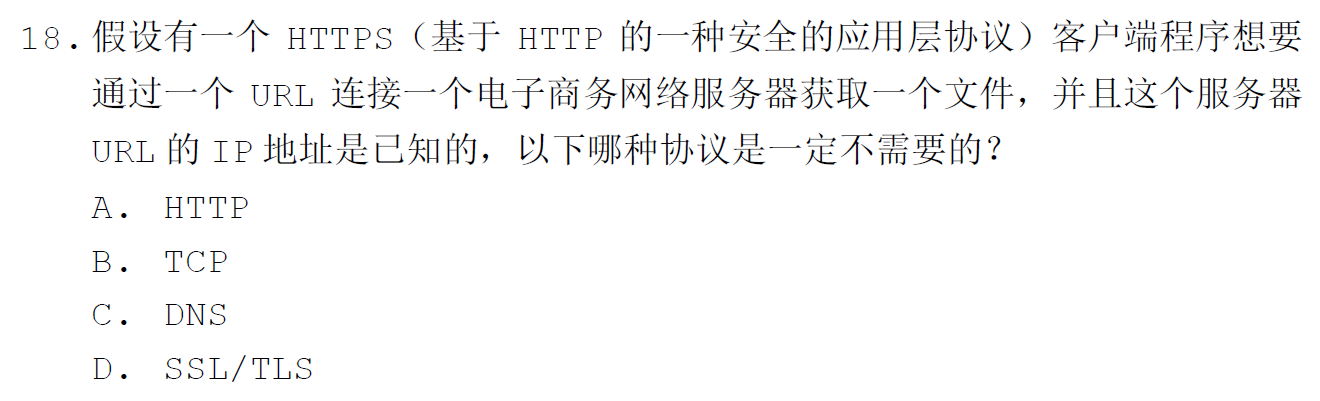 18.假设有一个 HTTPS（基于 HTTP 的一种安全的应用层协议）客户端程序想要
通过一个 URL 连接一个电子商务网络服务器获取一个文件，并且这个服务器
URL 的 IP 地址是已知的，以下哪种协议是一定不需要的？
A. HTTP
B. TCP
C. DNS
D. SSL/TLS